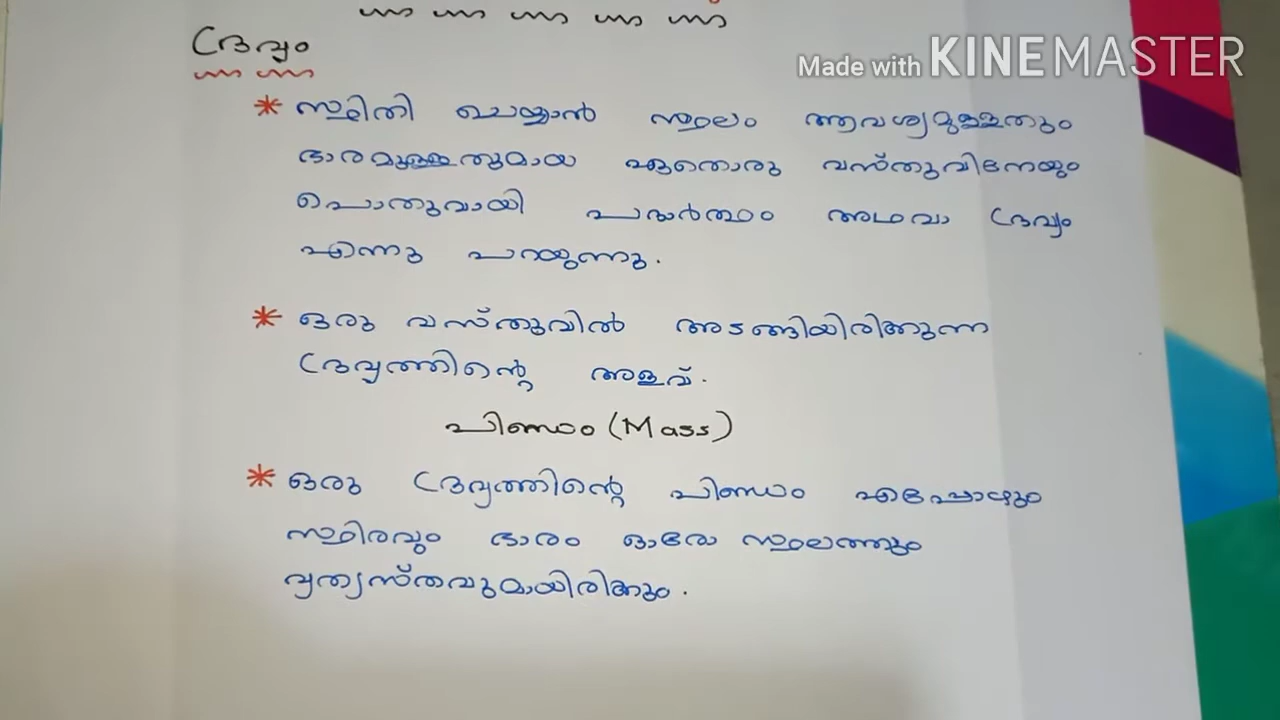 ദ്രവ്യം
Made with KINEMASTER
* സ്ഥിതി ചെയ്യാൻ സ്ഥലം ആവശ്യമുള്ളതും
ഭാരമുള്ളതുമായ ഏതൊരു വസ്തുവിനേയും
പൊതുവായി പദാർത്ഥം അഥവാ ദ്രവ്യം
എന്നു പറയുന്നു.
* ഒരു വസ്തുവിൽ അടങ്ങിയിരിക്കുന്ന
ദ്രവ്യത്തിന്റെ അളവ്.
പിണ്ഡം (Mass)
* ഒരു ദ്രവ്യത്തിന്റെ പിണ്ഡം എപ്പോഴും
സ്ഥിരവും ഭാരം ഓരോ സ്ഥലത്തും
വ്യത്യസ്തവുമായിരിക്കും.